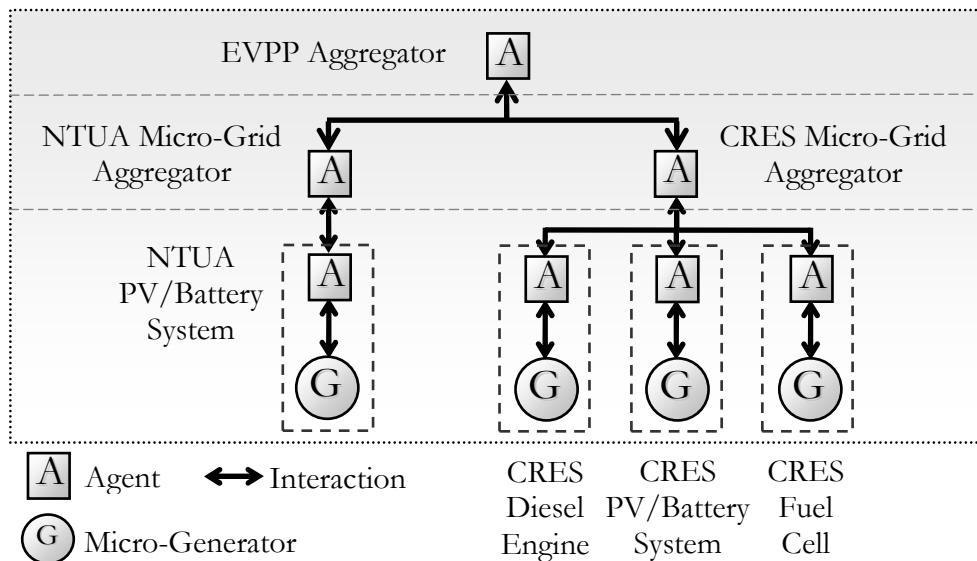 EVPP Aggregator
A
NTUA Micro-Grid
Aggregator
A
A
CRES Micro-Grid
Aggregator
NTUA
PV/Battery
System
A
A
A
A
G
G
G
G
A Agent
Interaction
G Micro-Generator
CRES
Diesel
Engine
CRES
PV/Battery
System
CRES
Fuel
Cell